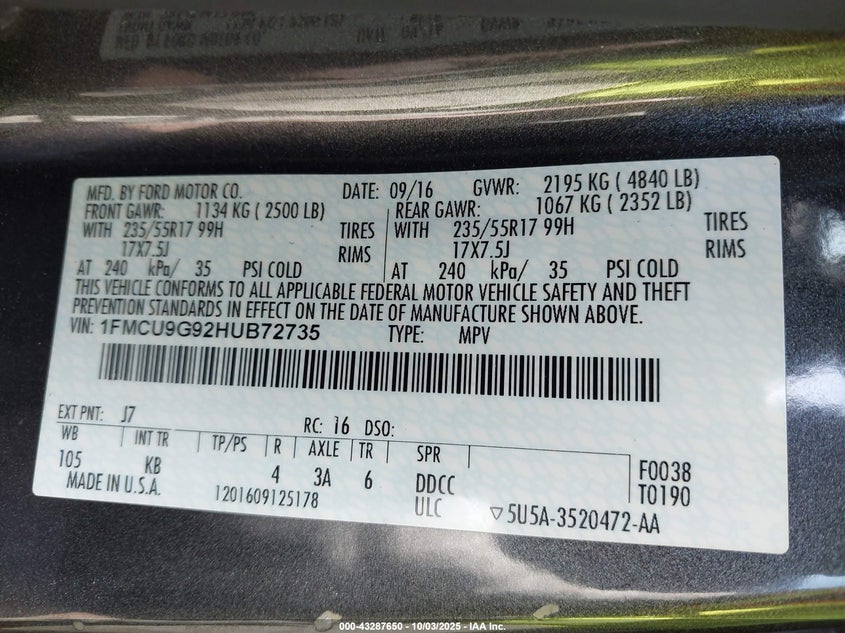 MFD. BY FORD MOTOR CO. DATE: 09/16 GVWR: 2195 KG ( 4840 LB)
FRONT GAWR: 1134 KG ( 2500 LB) REAR GAWR: 1067 KG ( 2352 LB)
WITH 235/55R17 99H TIRES WITH 235/55R17 99H TIRES
17X7.5J RIMS 17X7.5J RIMS
AT 240 kPa/ 35 PSI COLD AT 240 kPa/ 35 PSI COLD
THIS VEHICLE CONFORMS TO ALL APPLICABLE FEDERAL MOTOR VEHICLE SAFETY AND THEFT
PREVENTION STANDARDS IN EFFECT ON THE DATE OF MANUFACTURE SHOWN ABOVE.
VIN: 1FMCU9G92HUB72735 TYPE: MPV
EXT PNT: J7 RC: 16 DSO:
WB INT TR TP/PS R AXLE TR SPR
105 KB 4 3A 6 DDCC F0038
MADE IN U.S.A. 1201609125178 ULC T0190
▽5U5A-3520472-AA
000-43287650 - 10/03/2025 - IAA Inc.